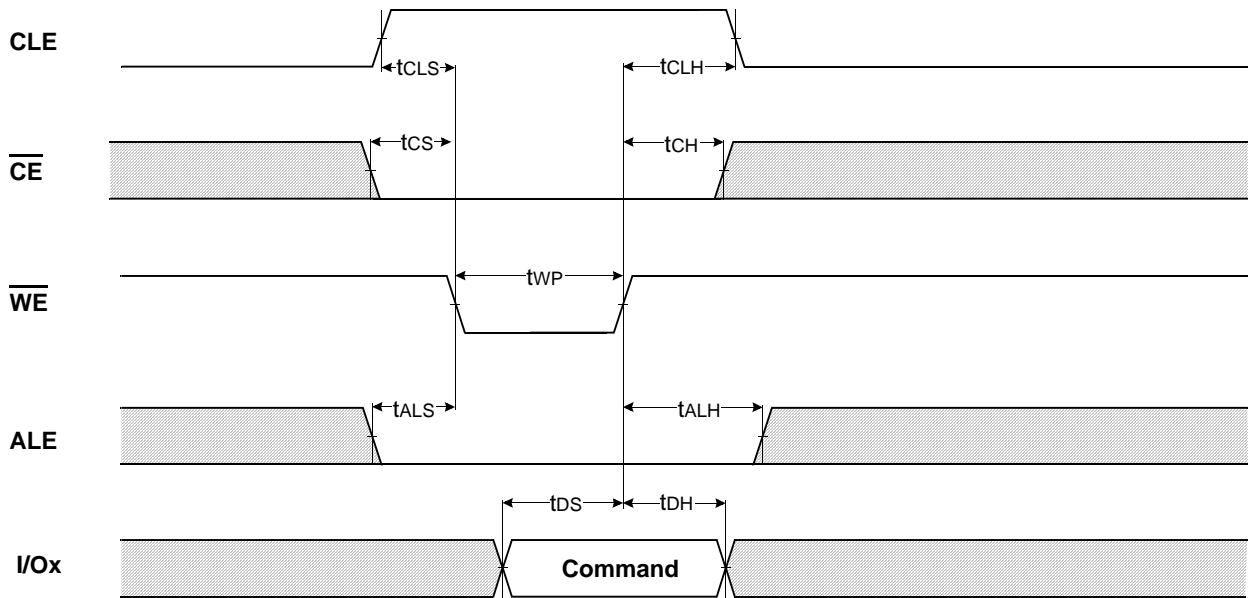 CLE
tCLS
tCLH
CE
tCS
tCH
WE
tWP
ALE
tALS
tALH
I/Ox
tDS
tDH
Command